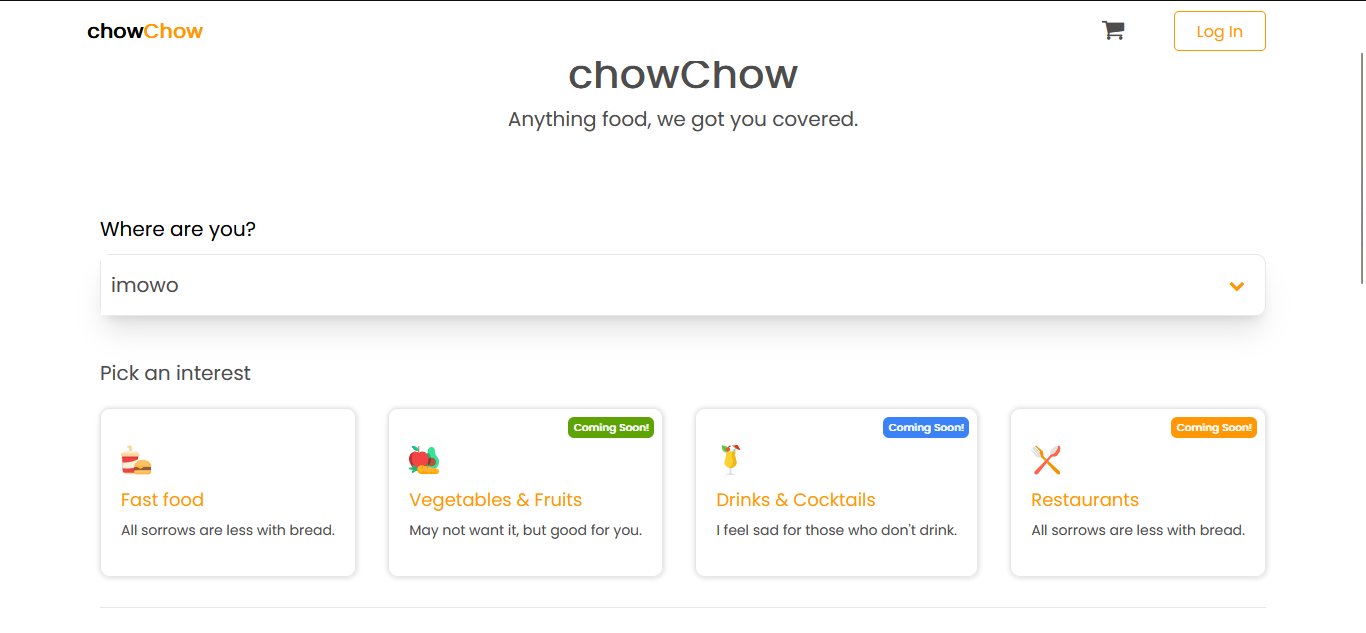 chowChow
Log In
chowChow
Anything food, we got you covered.
Where are you?
imowo
Pick an interest
Fast food
All sorrows are less with bread.
Coming Soon!
Vegetables & Fruits
May not want it, but good for you.
Coming Soon!
Drinks & Cocktails
I feel sad for those who don't drink.
Coming Soon!
Restaurants
All sorrows are less with bread.